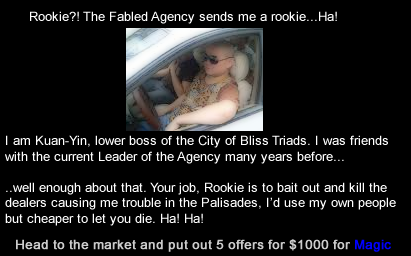 Rookie?! The Fabled Agency sends me a rookie...Ha!
I am Kuan-Yin, lower boss of the City of Bliss Triads. I was friends
with the current Leader of the Agency many years before...
..well enough about that. Your job, Rookie is to bait out and kill the
dealers causing me trouble in the Palisades, I'd use my own people
but cheaper to let you die. Ha! Ha!
Head to the market and put out 5 offers for $1000 for Magic